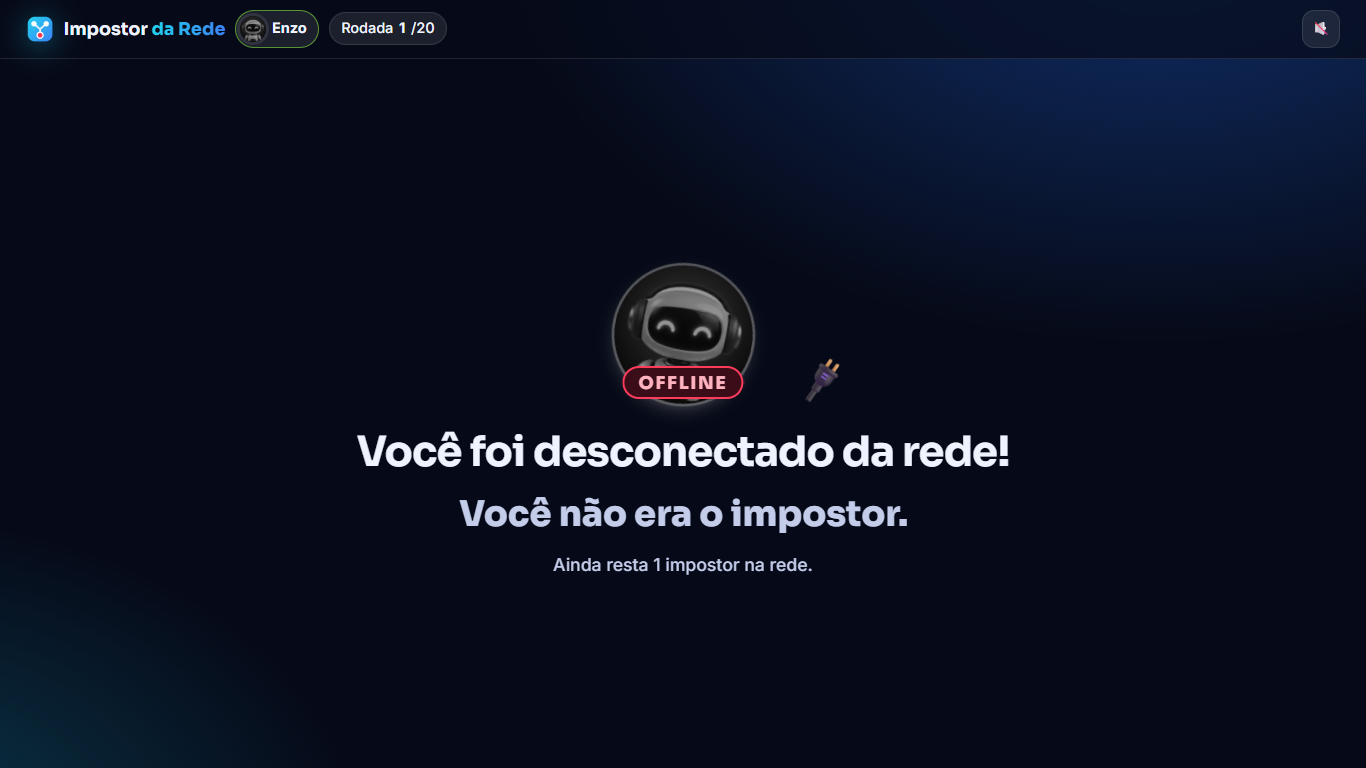 Impostor da Rede
Enzo
Rodada 1 /20
OFFLINE
Você foi desconectado da rede!
Você não era o impostor.
Ainda resta 1 impostor na rede.